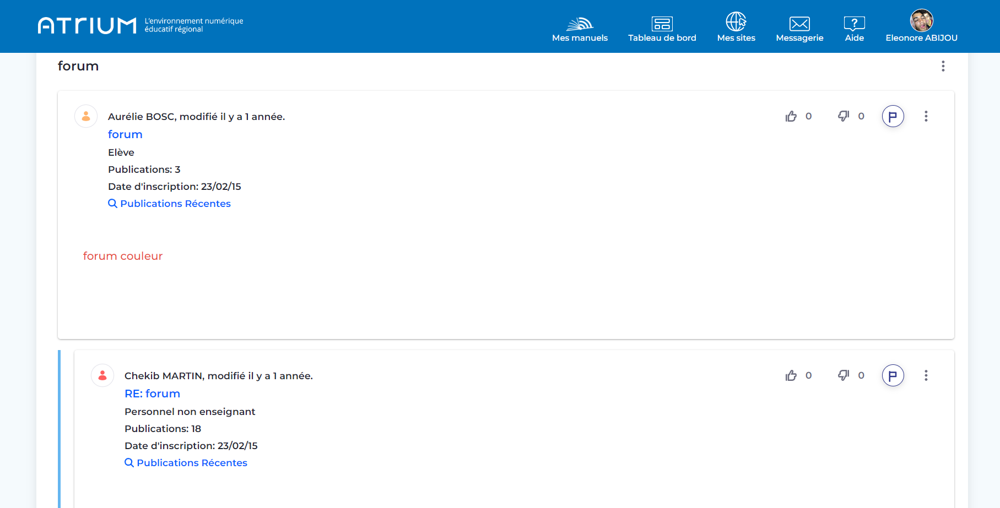 ATRIUM
L'environnement numérique
éducatif régional
Mes manuels
Tableau de bord
Mes sites
Messagerie
Aide
Eleonore ABIJOU
forum
Aurélie BOSC, modifié il y a 1 année.
0
0
forum
Elève
Publications: 3
Date d'inscription: 23/02/15
Publications Récentes
forum couleur
Chekib MARTIN, modifié il y a 1 année.
0
0
RE: forum
Personnel non enseignant
Publications: 18
Date d'inscription: 23/02/15
Publications Récentes